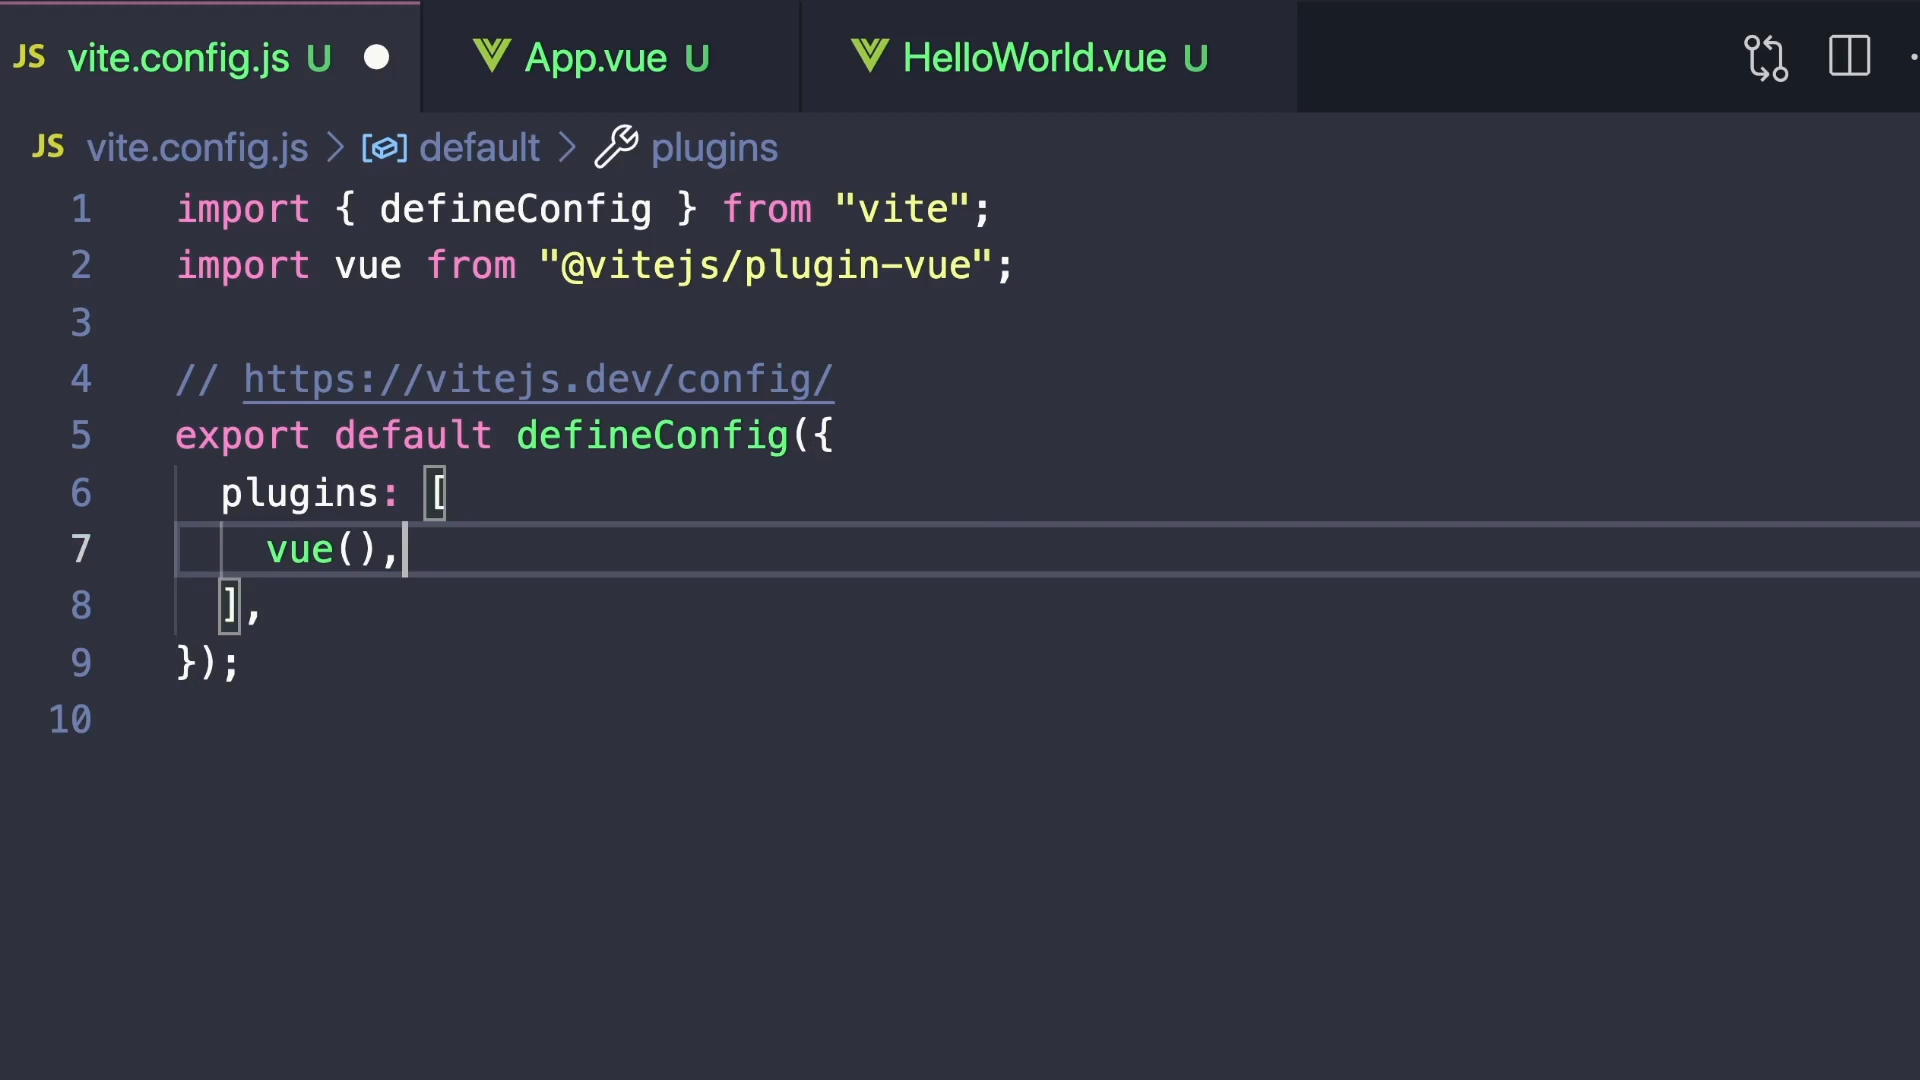 JS vite.config.js U App.vue U HelloWorld.vue U
JS vite.config.js > default > plugins
1 import { defineConfig } from "vite";
2 import vue from "@vitejs/plugin-vue";
3
4 // https://vitejs.dev/config/
5 export default defineConfig({
6 plugins: [
7 vue(),
8 ],
9 });
10